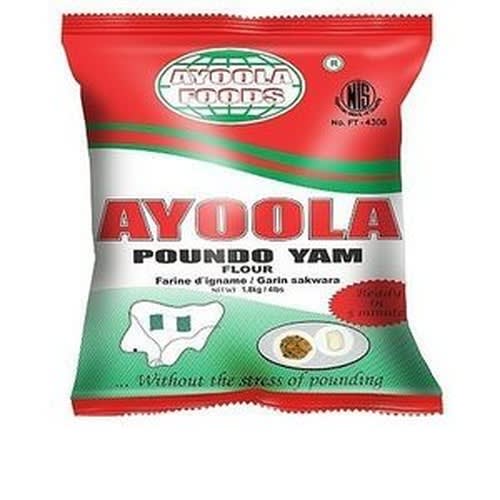 AYOOLA
FOODS
®
NIS
No. FT - 4308
AYOOLA
POUNDO YAM
FLOUR
Farine d'igname / Garin sakwara
NET WT 1.8kg / 4lbs
Ready
in
5 minutes
... Without the stress of pounding